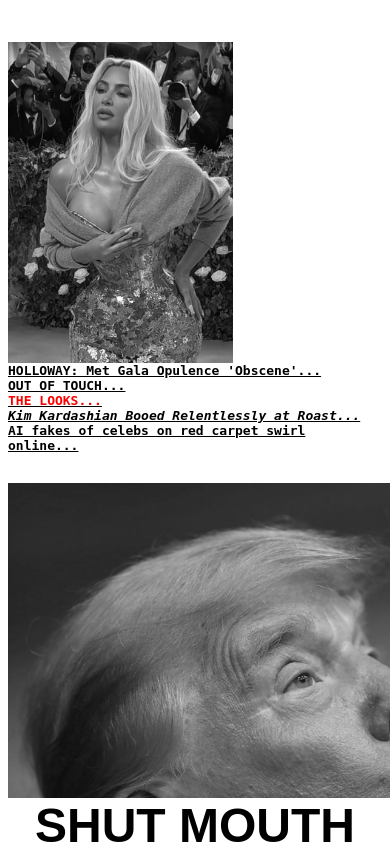 HOLLOWAY: Met Gala Opulence 'Obscene'...
OUT OF TOUCH...
THE LOOKS...
Kim Kardashian Booed Relentlessly at Roast...
AI fakes of celebs on red carpet swirl
online...
SHUT MOUTH